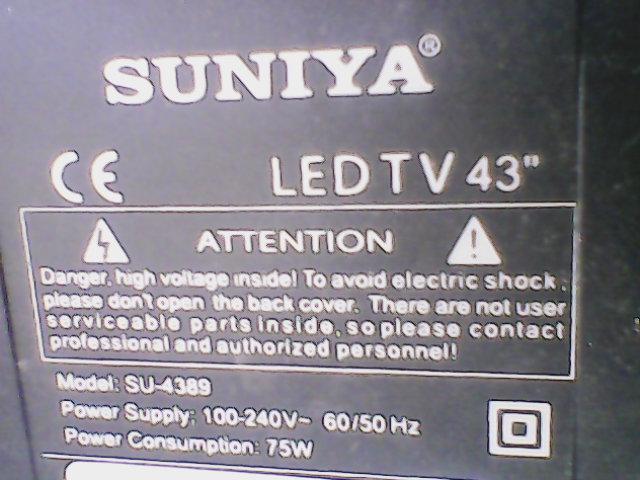 SUNIYA®
CE LED TV 43"
ATTENTION
Danger, high voltage inside! To avoid electric shock,
please don't open the back cover. There are not user
serviceable parts inside, so please contact
professional and authorized personnel!
Model: SU-4389
Power Supply: 100-240V~ 60/50 Hz
Power Consumption: 75W